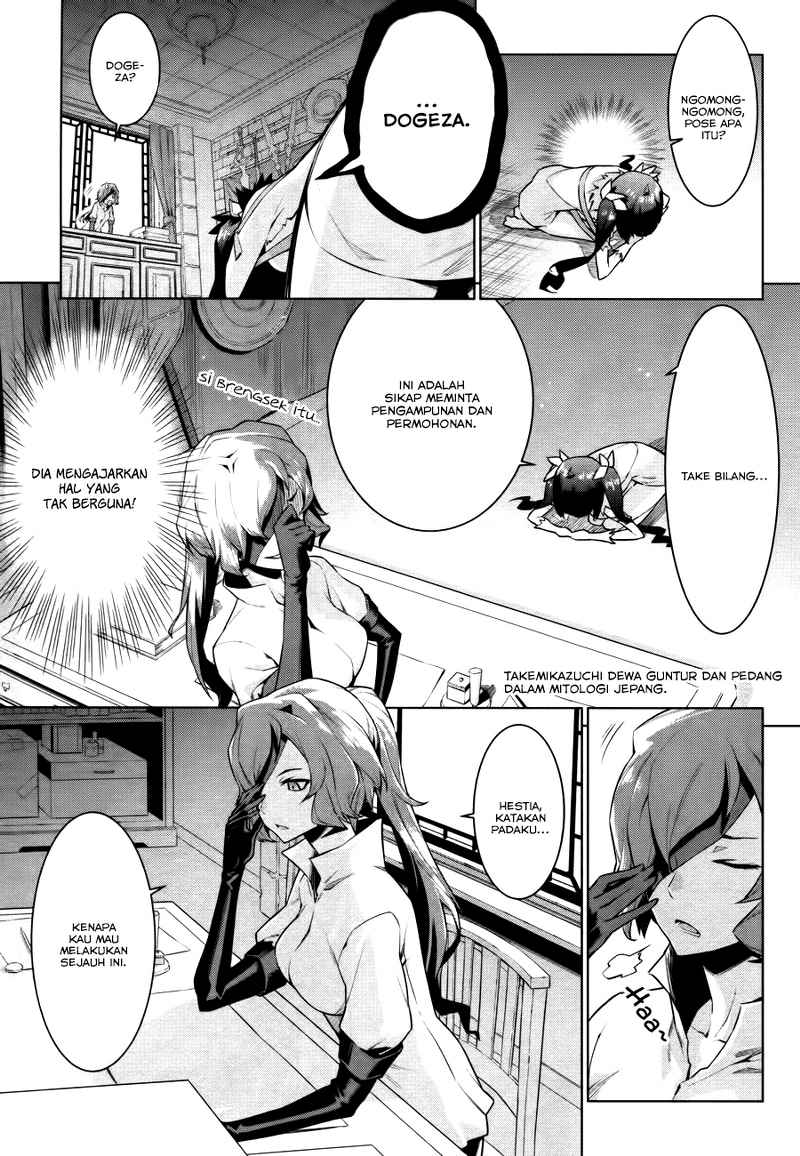 NGOMONG-
NGOMONG,
POSE APA
ITU?
...
DOGEZA.
DOGE-
ZA?
TAKE BILANG...
INI ADALAH
SIKAP MEMINTA
PENGAMPUNAN DAN
PERMOHONAN.
si Brengsek itu..
DIA MENGAJARKAN
HAL YANG
TAK BERGUNA!
TAKEMIKAZUCHI DEWA GUNTUR DAN PEDANG
DALAM MITOLOGI JEPANG.
Haa~
HESTIA,
KATAKAN
PADAKU...
KENAPA
KAU MAU
MELAKUKAN
SEJAUH INI.